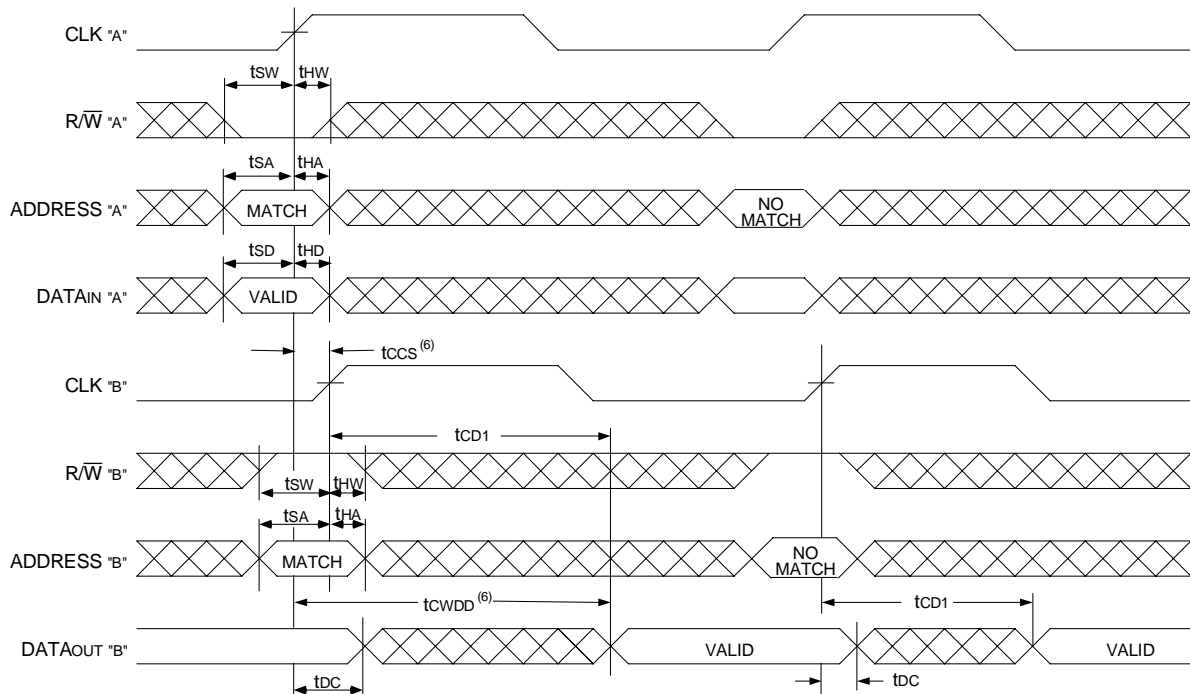 CLK "A"
tSW tHW
R/W̅ "A"
tSA tHA
ADDRESS "A" MATCH NO MATCH
tSD tHD
DATAIN "A" VALID
tCCS (6)
CLK "B"
tCD1
R/W̅ "B"
tSW tHW
tSA tHA
ADDRESS "B" MATCH NO MATCH
tCWDD (6) tCD1
DATAOUT "B" VALID VALID
tDC tDC